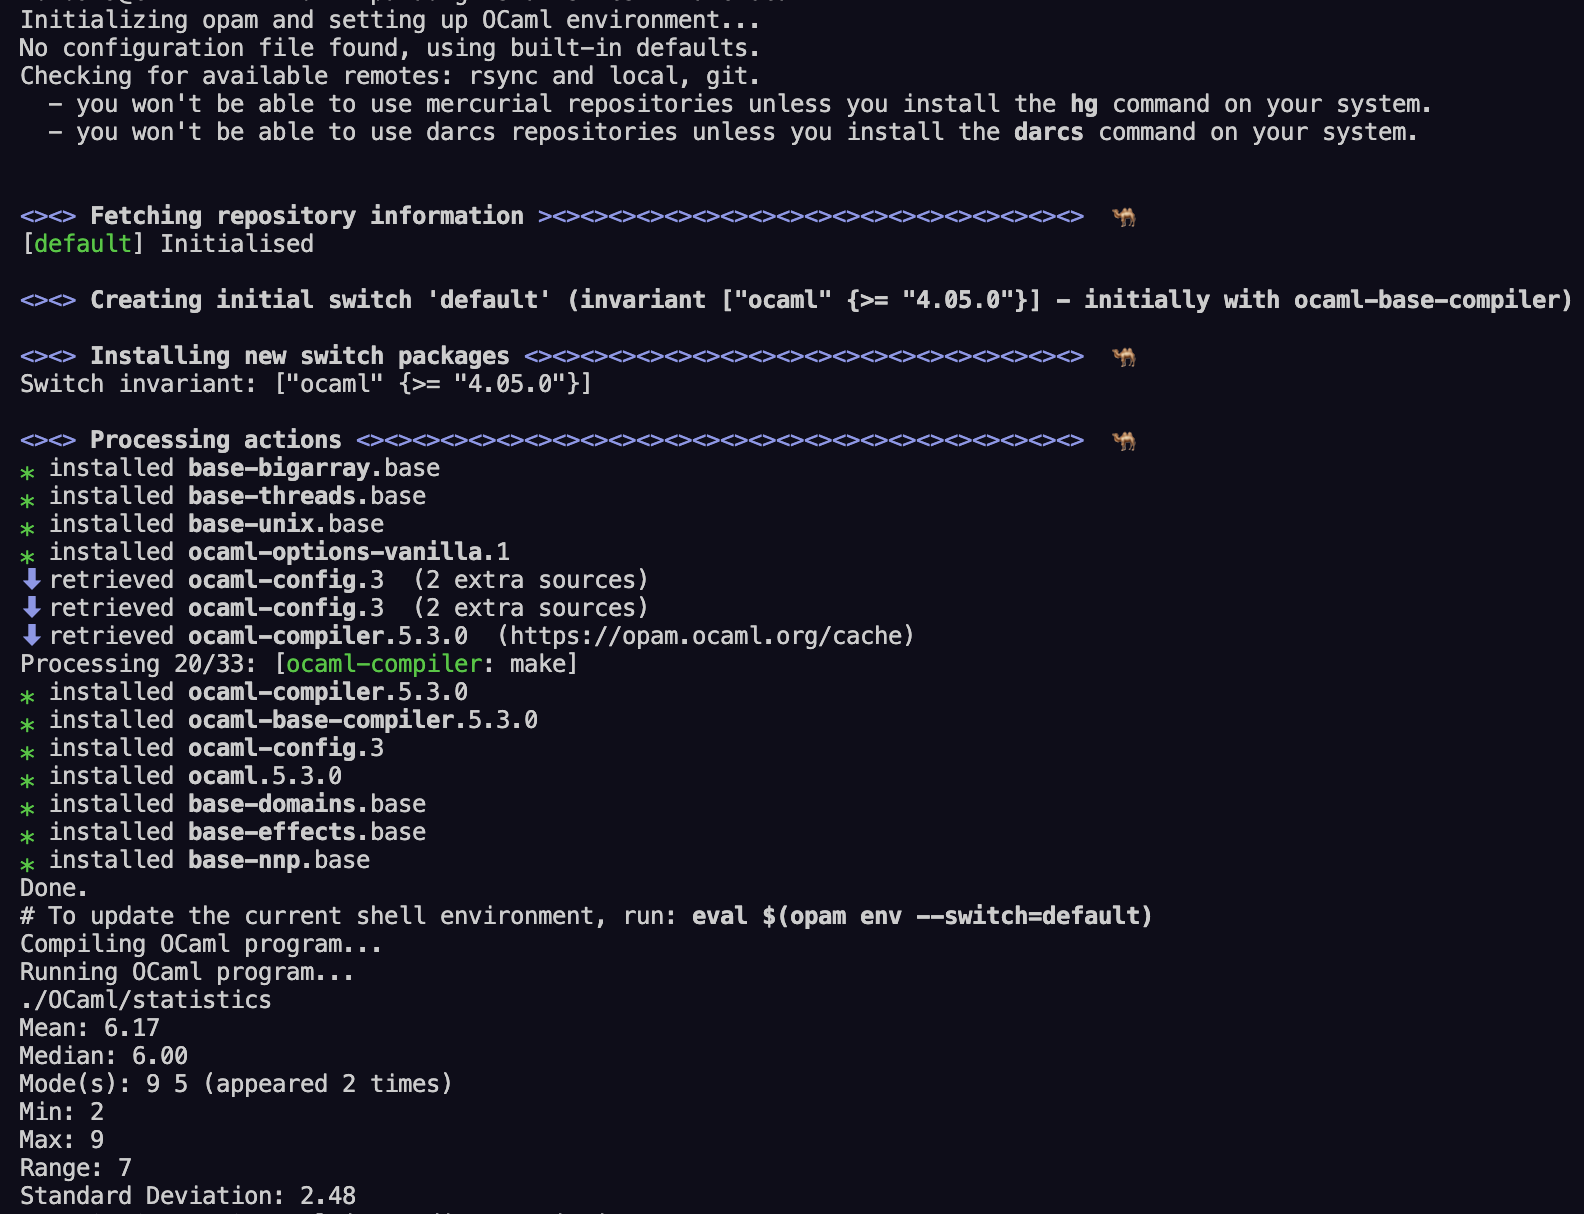 Initializing opam and setting up OCaml environment...
No configuration file found, using built-in defaults.
Checking for available remotes: rsync and local, git.
  - you won't be able to use mercurial repositories unless you install the hg command on your system.
  - you won't be able to use darcs repositories unless you install the darcs command on your system.
<><> Fetching repository information ><><><><><><><><><><><><><><><><><><><>  🐫
[default] Initialised
<><> Creating initial switch 'default' (invariant ["ocaml" {>= "4.05.0"}] - initially with ocaml-base-compiler)
<><> Installing new switch packages <><><><><><><><><><><><><><><><><><><><>  🐫
Switch invariant: ["ocaml" {>= "4.05.0"}]
<><> Processing actions <><><><><><><><><><><><><><><><><><><><><><><><><><>  🐫
∗ installed base-bigarray.base
∗ installed base-threads.base
∗ installed base-unix.base
∗ installed ocaml-options-vanilla.1
⬇ retrieved ocaml-config.3  (2 extra sources)
⬇ retrieved ocaml-config.3  (2 extra sources)
⬇ retrieved ocaml-compiler.5.3.0  (https://opam.ocaml.org/cache)
Processing 20/33: [ocaml-compiler: make]
∗ installed ocaml-compiler.5.3.0
∗ installed ocaml-base-compiler.5.3.0
∗ installed ocaml-config.3
∗ installed ocaml.5.3.0
∗ installed base-domains.base
∗ installed base-effects.base
∗ installed base-nnp.base
Done.
# To update the current shell environment, run: eval $(opam env --switch=default)
Compiling OCaml program...
Running OCaml program...
./OCaml/statistics
Mean: 6.17
Median: 6.00
Mode(s): 9 5 (appeared 2 times)
Min: 2
Max: 9
Range: 7
Standard Deviation: 2.48